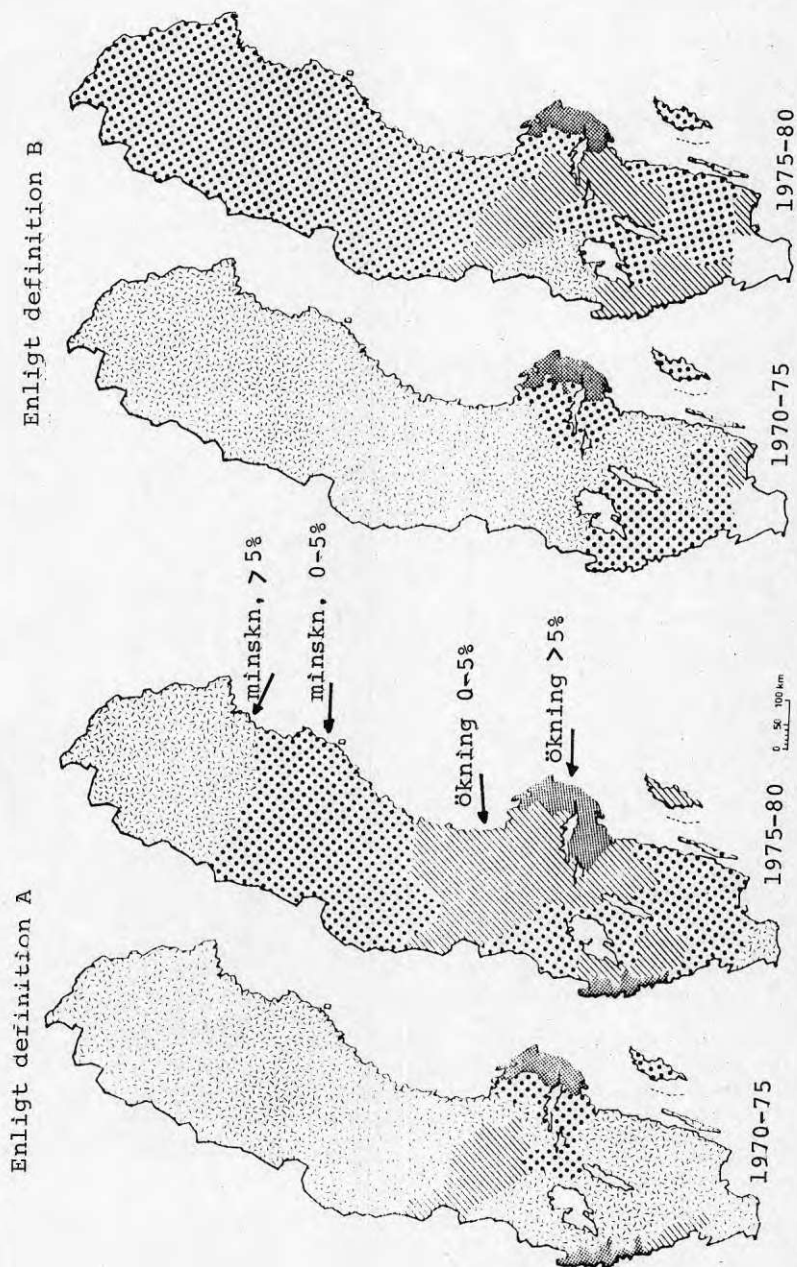 Enligt definition A
Enligt definition B
minskn, >5%
minskn, 0-5%
ökning 0-5%
ökning >5%
0 50 100 km
1970-75
1975-80
1970-75
1975-80